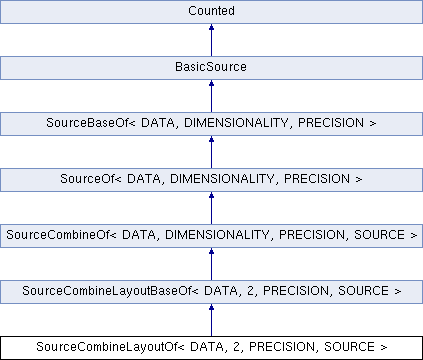 Counted
BasicSource
SourceBaseOf< DATA, DIMENSIONALITY, PRECISION >
SourceOf< DATA, DIMENSIONALITY, PRECISION >
SourceCombineOf< DATA, DIMENSIONALITY, PRECISION, SOURCE >
SourceCombineLayoutBaseOf< DATA, 2, PRECISION, SOURCE >
SourceCombineLayoutOf< DATA, 2, PRECISION, SOURCE >